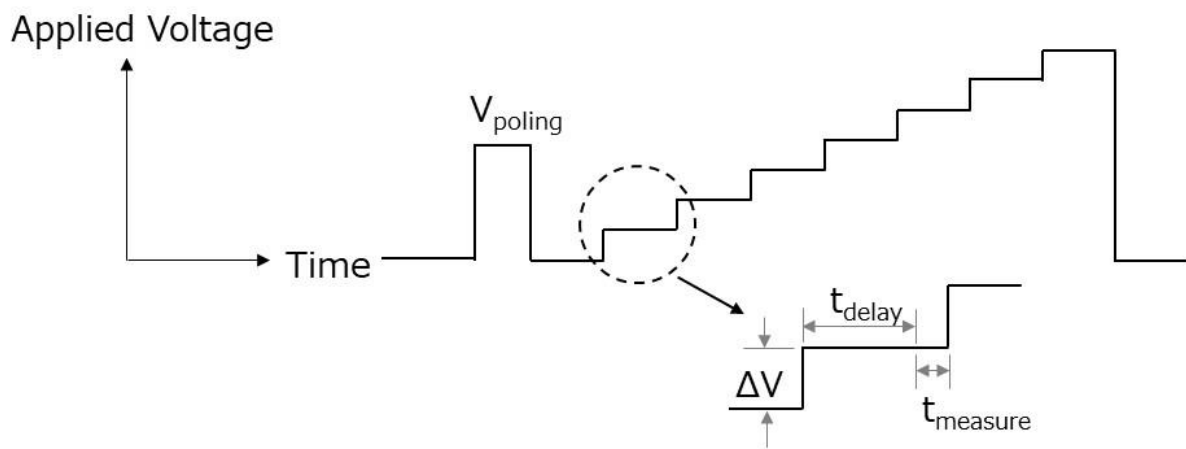 Applied Voltage
V_poling
Time
t_delay
ΔV
t_measure